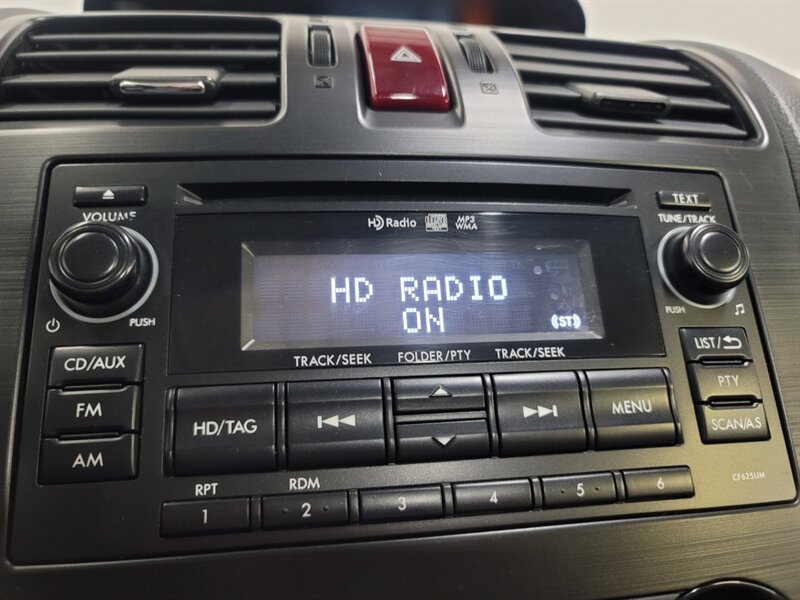 TEXT
VOLUME
HD Radio
MP3
WMA
TUNE/TRACK
HD RADIO
ON
(ST)
PUSH
PUSH
TRACK/SEEK
FOLDER/PTY
TRACK/SEEK
LIST/
CD/AUX
FM
AM
HD/TAG
MENU
PTY
SCAN/AS
CF625UM
RPT
RDM
1
2
3
4
5
6